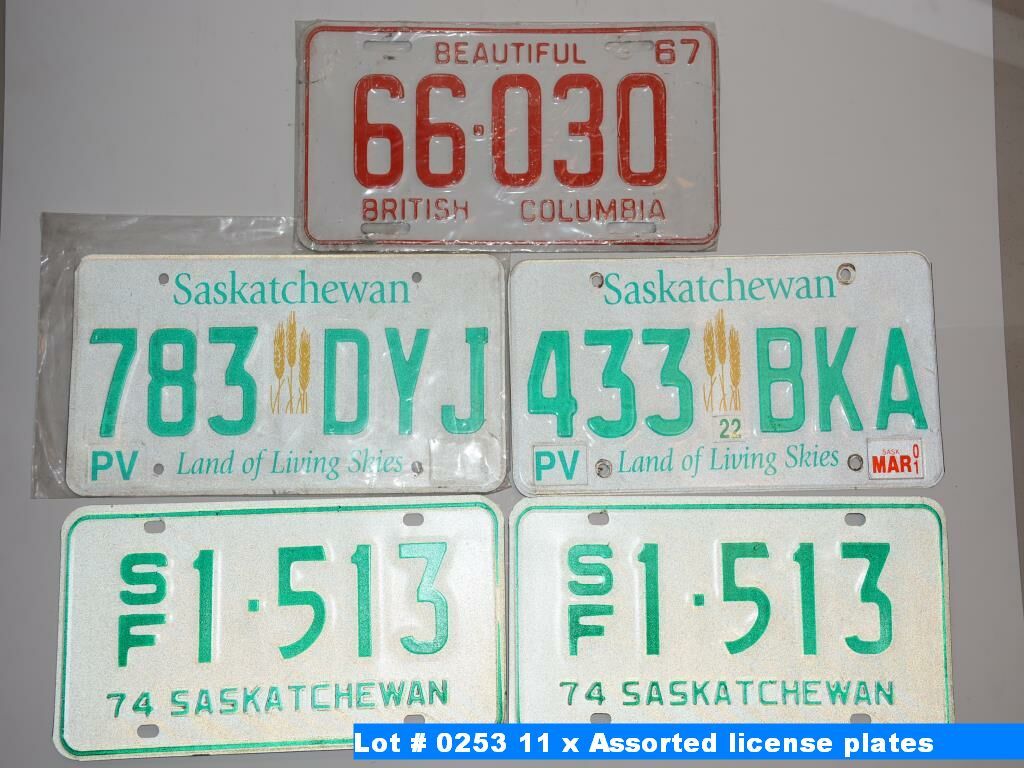 BEAUTIFUL 67
66·030
BRITISH COLUMBIA
Saskatchewan
783 DYJ
PV Land of Living Skies
Saskatchewan
433 BKA
22
PV Land of Living Skies SASK MAR 01
SF 1·513
74 SASKATCHEWAN
SF 1·513
74 SASKATCHEWAN
Lot # 0253 11 x Assorted license plates